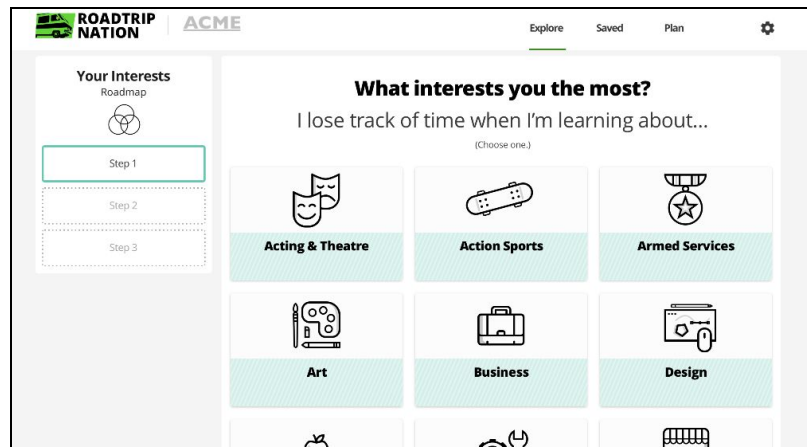 ROADTRIP
NATION
ACME
Explore
Saved
Plan
Your Interests
Roadmap
Step 1
Step 2
Step 3
What interests you the most?
I lose track of time when I'm learning about...
(Choose one.)
Acting & Theatre
Action Sports
Armed Services
Art
Business
Design